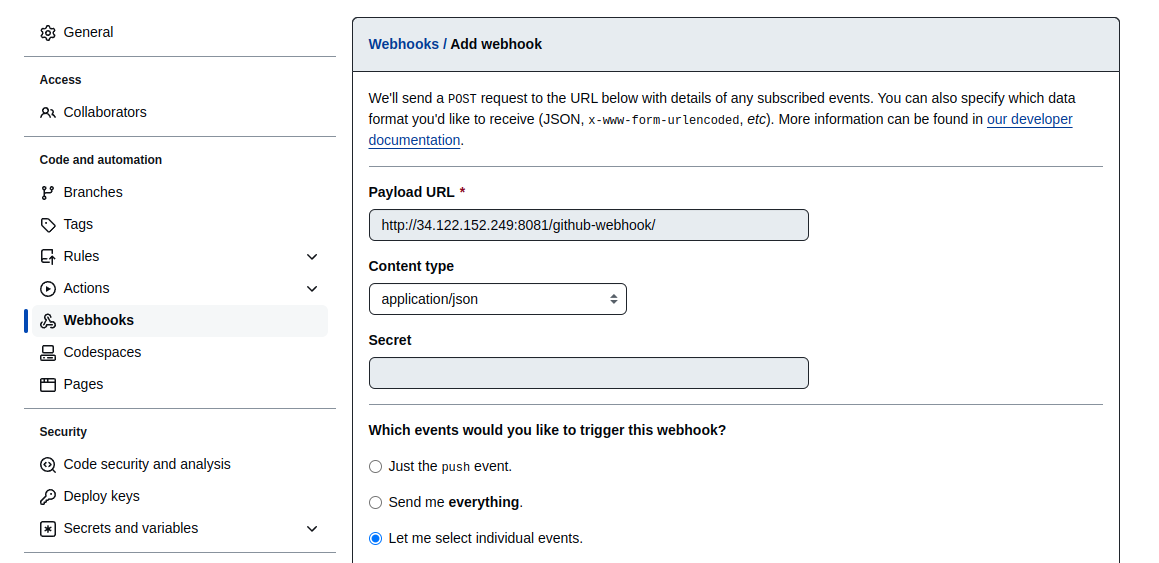 General
Access
Collaborators
Code and automation
Branches
Tags
Rules
Actions
Webhooks
Codespaces
Pages
Security
Code security and analysis
Deploy keys
Secrets and variables
Webhooks / Add webhook
We'll send a POST request to the URL below with details of any subscribed events. You can also specify which data
format you'd like to receive (JSON, x-www-form-urlencoded, etc). More information can be found in our developer
documentation.
Payload URL *
http://34.122.152.249:8081/github-webhook/
Content type
application/json
Secret
Which events would you like to trigger this webhook?
Just the push event.
Send me everything.
Let me select individual events.